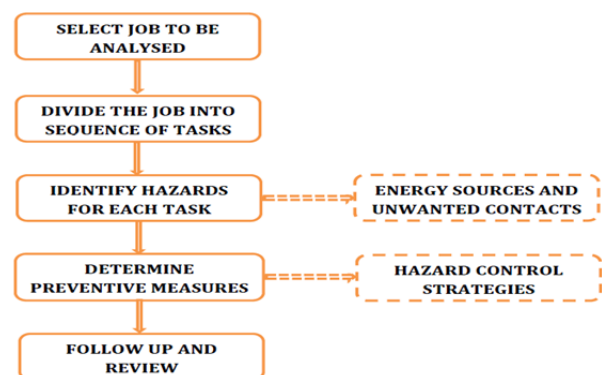 SELECT JOB TO BE
ANALYSED
DIVIDE THE JOB INTO
SEQUENCE OF TASKS
IDENTIFY HAZARDS
FOR EACH TASK
ENERGY SOURCES AND
UNWANTED CONTACTS
DETERMINE
PREVENTIVE MEASURES
HAZARD CONTROL
STRATEGIES
FOLLOW UP AND
REVIEW